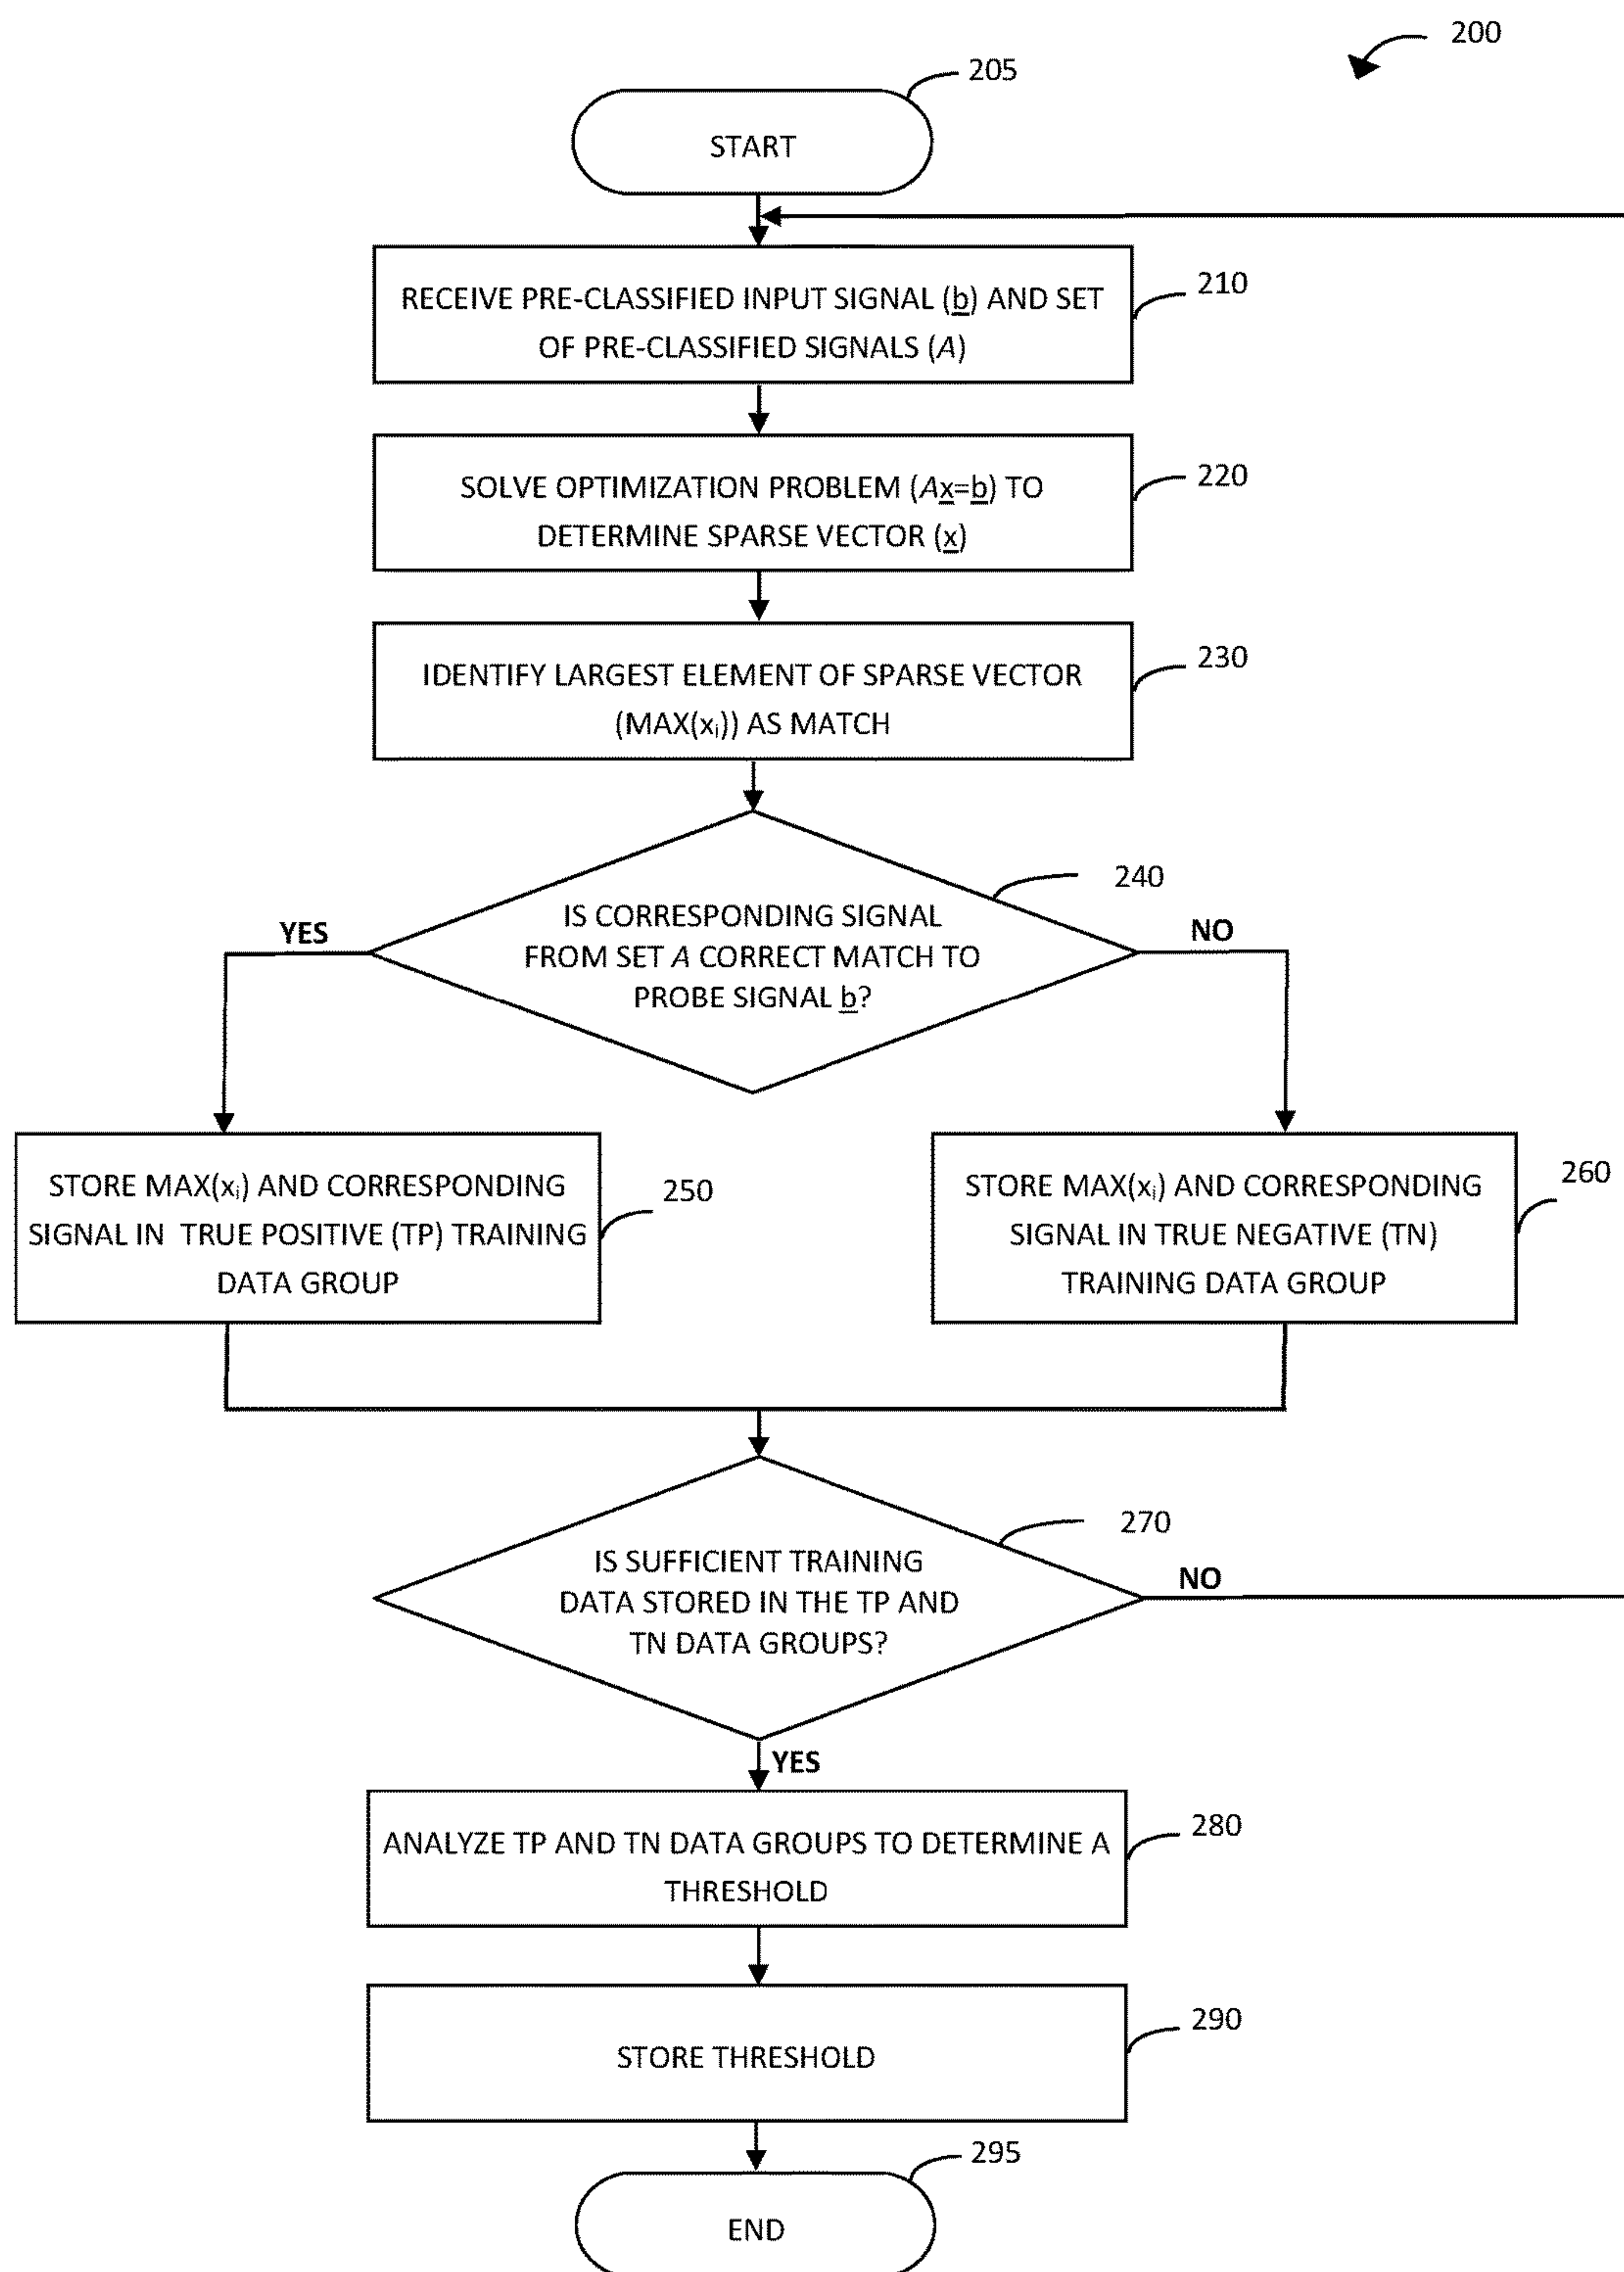 200
205
START
RECEIVE PRE-CLASSIFIED INPUT SIGNAL (b) AND SET
OF PRE-CLASSIFIED SIGNALS (A)
210
SOLVE OPTIMIZATION PROBLEM (Ax=b) TO
DETERMINE SPARSE VECTOR (x)
220
IDENTIFY LARGEST ELEMENT OF SPARSE VECTOR
(MAX(xᵢ)) AS MATCH
230
240
IS CORRESPONDING SIGNAL
FROM SET A CORRECT MATCH TO
PROBE SIGNAL b?
YES
NO
STORE MAX(xᵢ) AND CORRESPONDING
SIGNAL IN TRUE POSITIVE (TP) TRAINING
DATA GROUP
250
STORE MAX(xᵢ) AND CORRESPONDING
SIGNAL IN TRUE NEGATIVE (TN)
TRAINING DATA GROUP
260
270
IS SUFFICIENT TRAINING
DATA STORED IN THE TP AND
TN DATA GROUPS?
NO
YES
ANALYZE TP AND TN DATA GROUPS TO DETERMINE A
THRESHOLD
280
STORE THRESHOLD
290
295
END